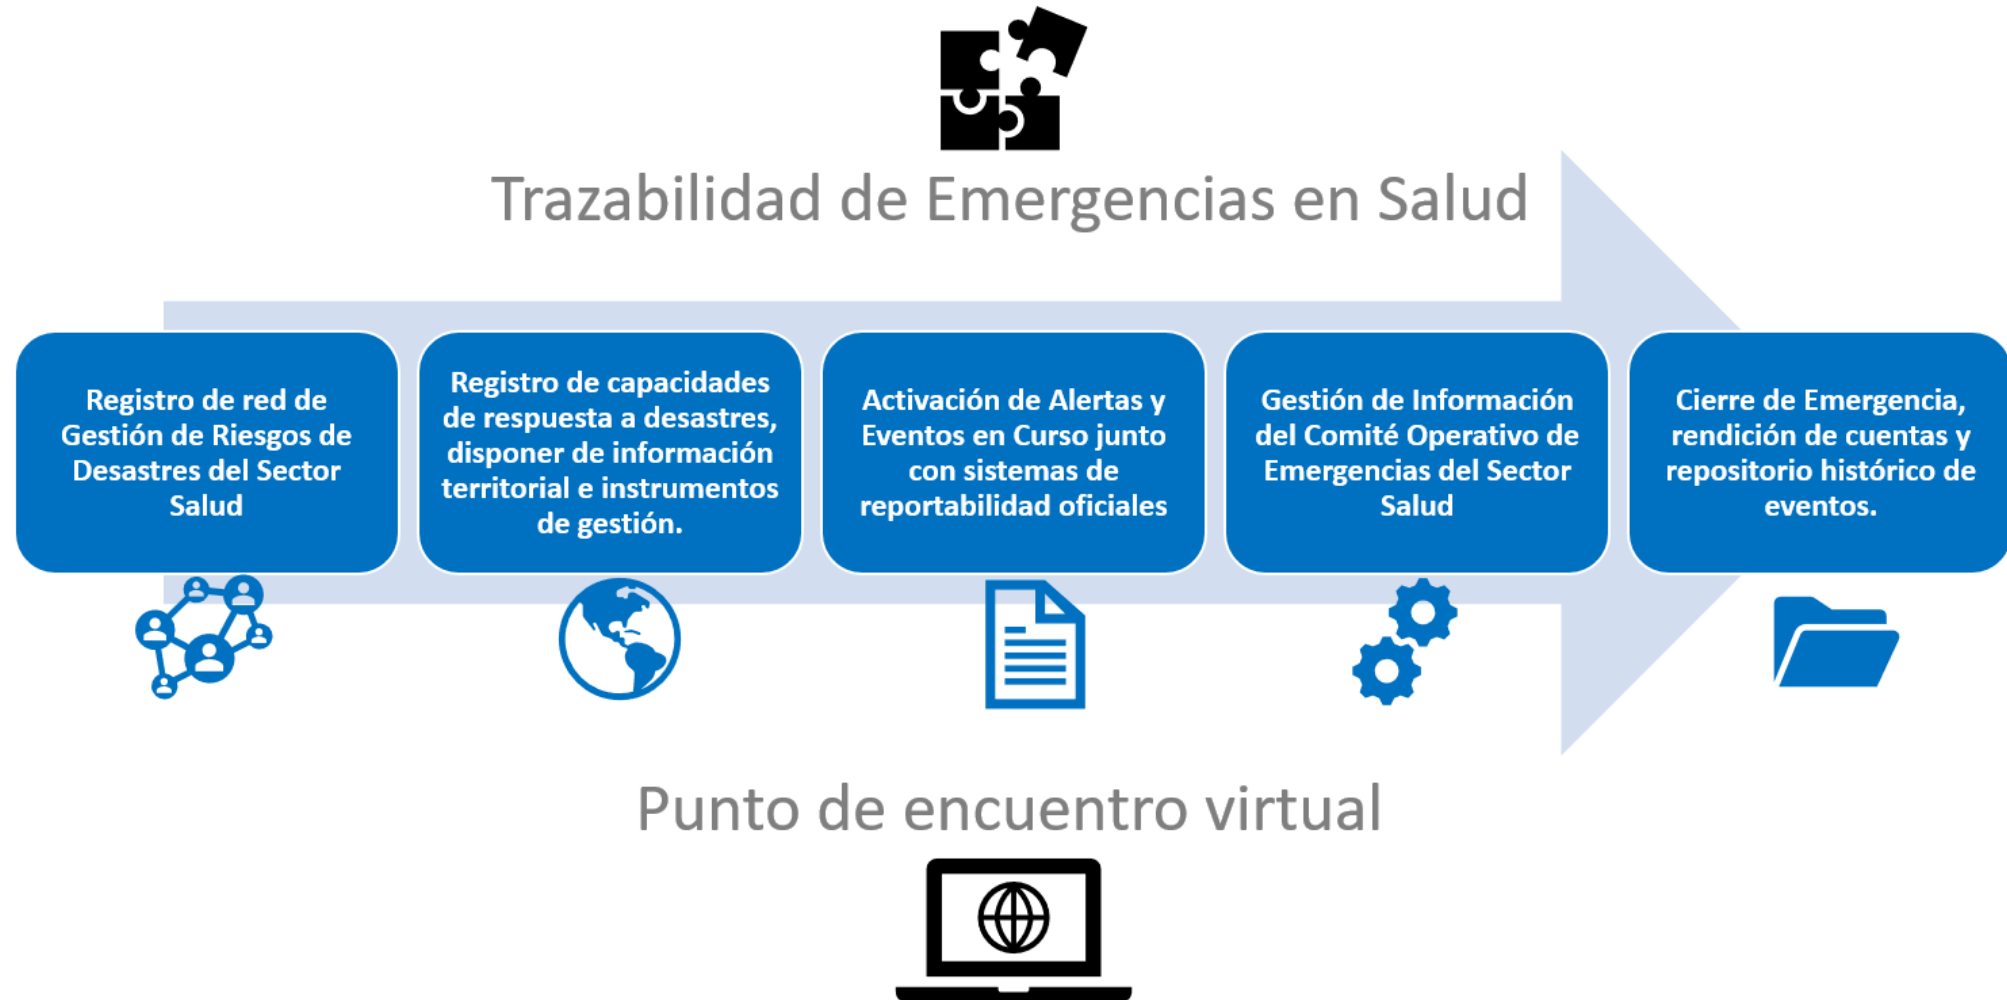 Trazabilidad de Emergencias en Salud
Registro de red de
Gestión de Riesgos de
Desastres del Sector
Salud
Registro de capacidades
de respuesta a desastres,
disponer de información
territorial e instrumentos
de gestión.
Activación de Alertas y
Eventos en Curso junto
con sistemas de
reportabilidad oficiales
Gestión de Información
del Comité Operativo de
Emergencias del Sector
Salud
Cierre de Emergencia,
rendición de cuentas y
repositorio histórico de
eventos.
Punto de encuentro virtual